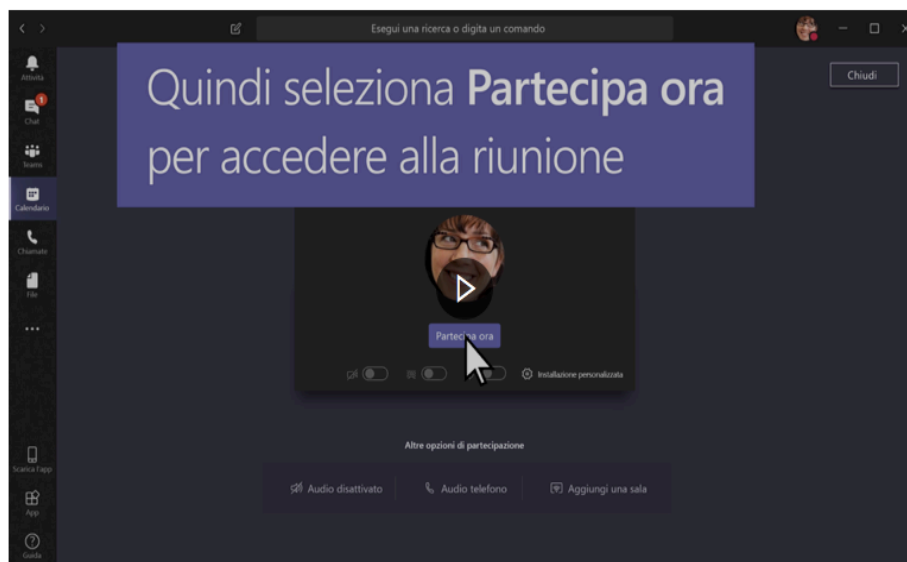 Esegui una ricerca o digita un comando
Quindi seleziona Partecipa ora
per accedere alla riunione
Chiudi
Attività
1
Chat
Teams
Calendario
Chiamate
File
Partecipa ora
Installazione personalizzata
Altre opzioni di partecipazione
Audio disattivato
Audio telefono
Aggiungi una sala
Scarica l'app
App
Guida